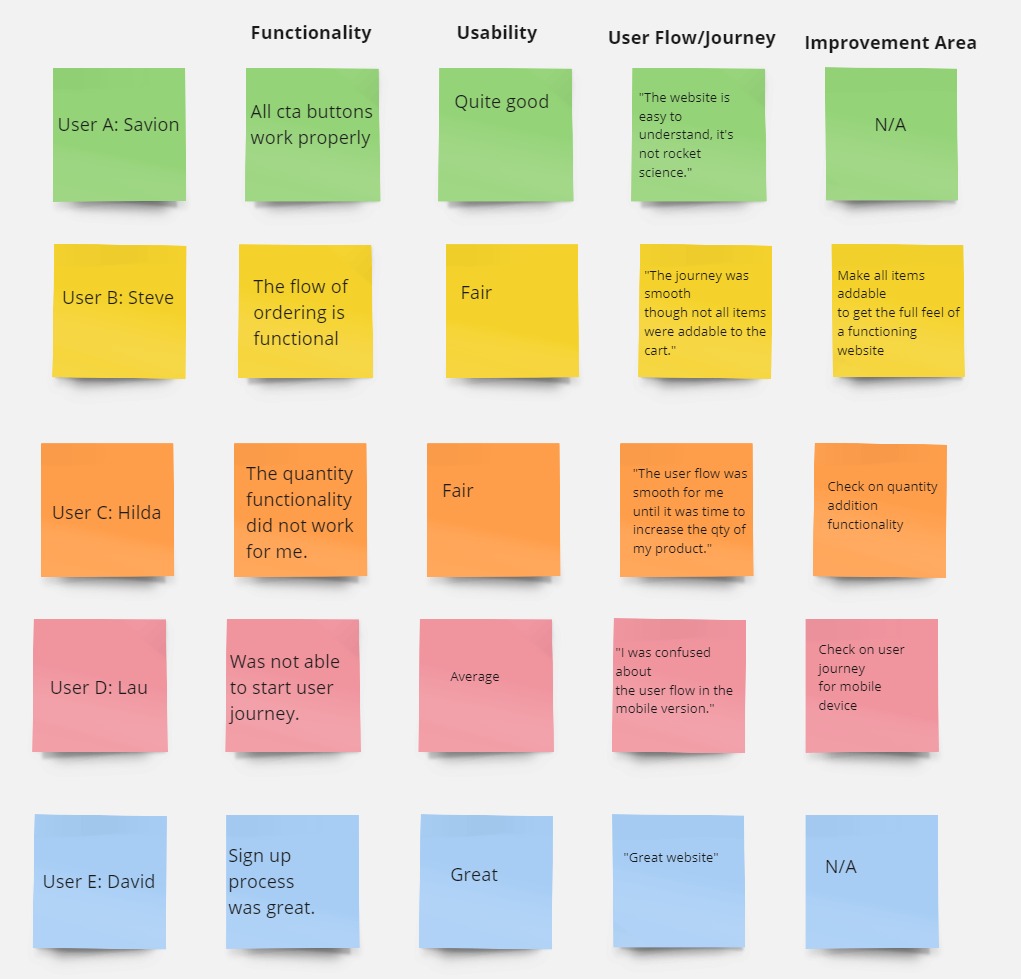 Functionality
Usability
User Flow/Journey
Improvement Area
User A: Savion
All cta buttons
work properly
Quite good
"The website is
easy to
understand, it's
not rocket
science."
N/A
User B: Steve
The flow of
ordering is
functional
Fair
"The journey was
smooth
though not all items
were addable to the
cart."
Make all items
addable
to get the full feel of
a functioning
website
User C: Hilda
The quantity
functionality
did not work
for me.
Fair
"The user flow was
smooth for me
until it was time to
increase the qty of
my product."
Check on quantity
addition
functionality
User D: Lau
Was not able
to start user
journey.
Average
"I was confused
about
the user flow in the
mobile version."
Check on user
journey
for mobile
device
User E: David
Sign up
process
was great.
Great
"Great website"
N/A